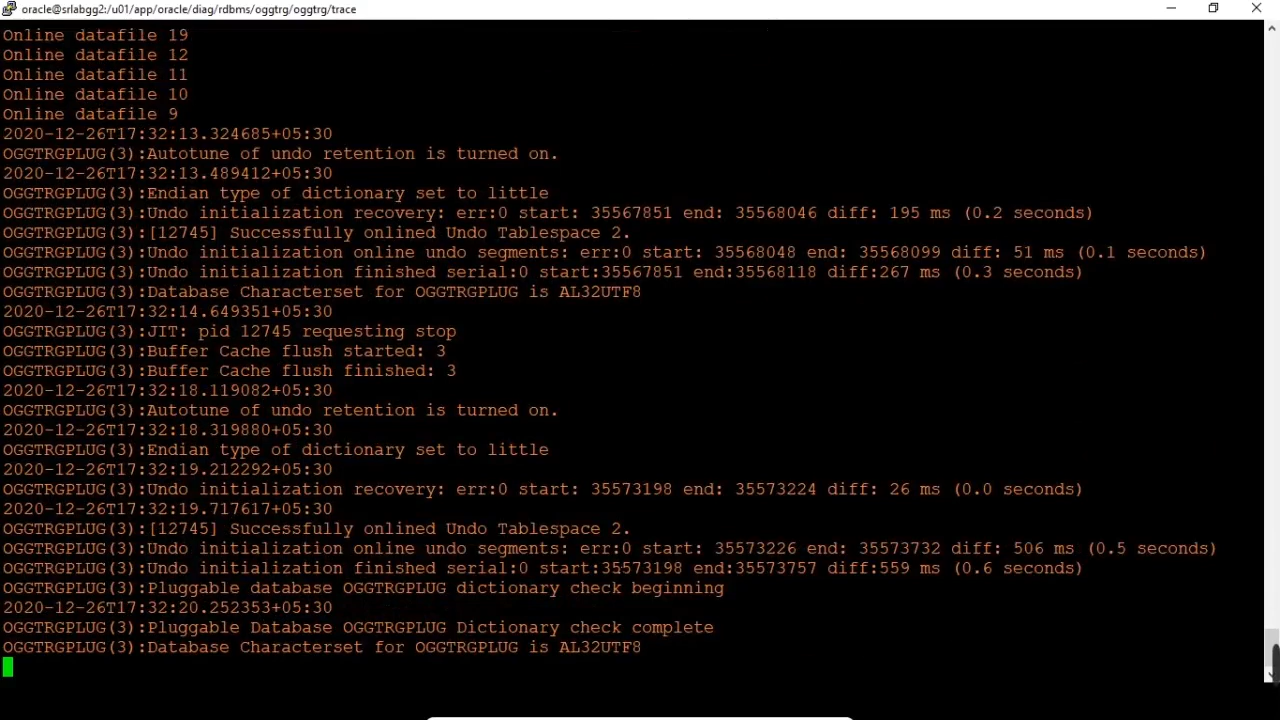 oracle@srlabgg2:/u01/app/oracle/diag/rdbms/oggtrg/oggtrg/trace
Online datafile 19
Online datafile 12
Online datafile 11
Online datafile 10
Online datafile 9
2020-12-26T17:32:13.324685+05:30
OGGTRGPLUG(3):Autotune of undo retention is turned on.
2020-12-26T17:32:13.489412+05:30
OGGTRGPLUG(3):Endian type of dictionary set to little
OGGTRGPLUG(3):Undo initialization recovery: err:0 start: 35567851 end: 35568046 diff: 195 ms (0.2 seconds)
OGGTRGPLUG(3):[12745] Successfully onlined Undo Tablespace 2.
OGGTRGPLUG(3):Undo initialization online undo segments: err:0 start: 35568048 end: 35568099 diff: 51 ms (0.1 seconds)
OGGTRGPLUG(3):Undo initialization finished serial:0 start:35567851 end:35568118 diff:267 ms (0.3 seconds)
OGGTRGPLUG(3):Database Characterset for OGGTRGPLUG is AL32UTF8
2020-12-26T17:32:14.649351+05:30
OGGTRGPLUG(3):JIT: pid 12745 requesting stop
OGGTRGPLUG(3):Buffer Cache flush started: 3
OGGTRGPLUG(3):Buffer Cache flush finished: 3
2020-12-26T17:32:18.119082+05:30
OGGTRGPLUG(3):Autotune of undo retention is turned on.
2020-12-26T17:32:18.319880+05:30
OGGTRGPLUG(3):Endian type of dictionary set to little
2020-12-26T17:32:19.212292+05:30
OGGTRGPLUG(3):Undo initialization recovery: err:0 start: 35573198 end: 35573224 diff: 26 ms (0.0 seconds)
2020-12-26T17:32:19.717617+05:30
OGGTRGPLUG(3):[12745] Successfully onlined Undo Tablespace 2.
OGGTRGPLUG(3):Undo initialization online undo segments: err:0 start: 35573226 end: 35573732 diff: 506 ms (0.5 seconds)
OGGTRGPLUG(3):Undo initialization finished serial:0 start:35573198 end:35573757 diff:559 ms (0.6 seconds)
OGGTRGPLUG(3):Pluggable database OGGTRGPLUG dictionary check beginning
2020-12-26T17:32:20.252353+05:30
OGGTRGPLUG(3):Pluggable Database OGGTRGPLUG Dictionary check complete
OGGTRGPLUG(3):Database Characterset for OGGTRGPLUG is AL32UTF8